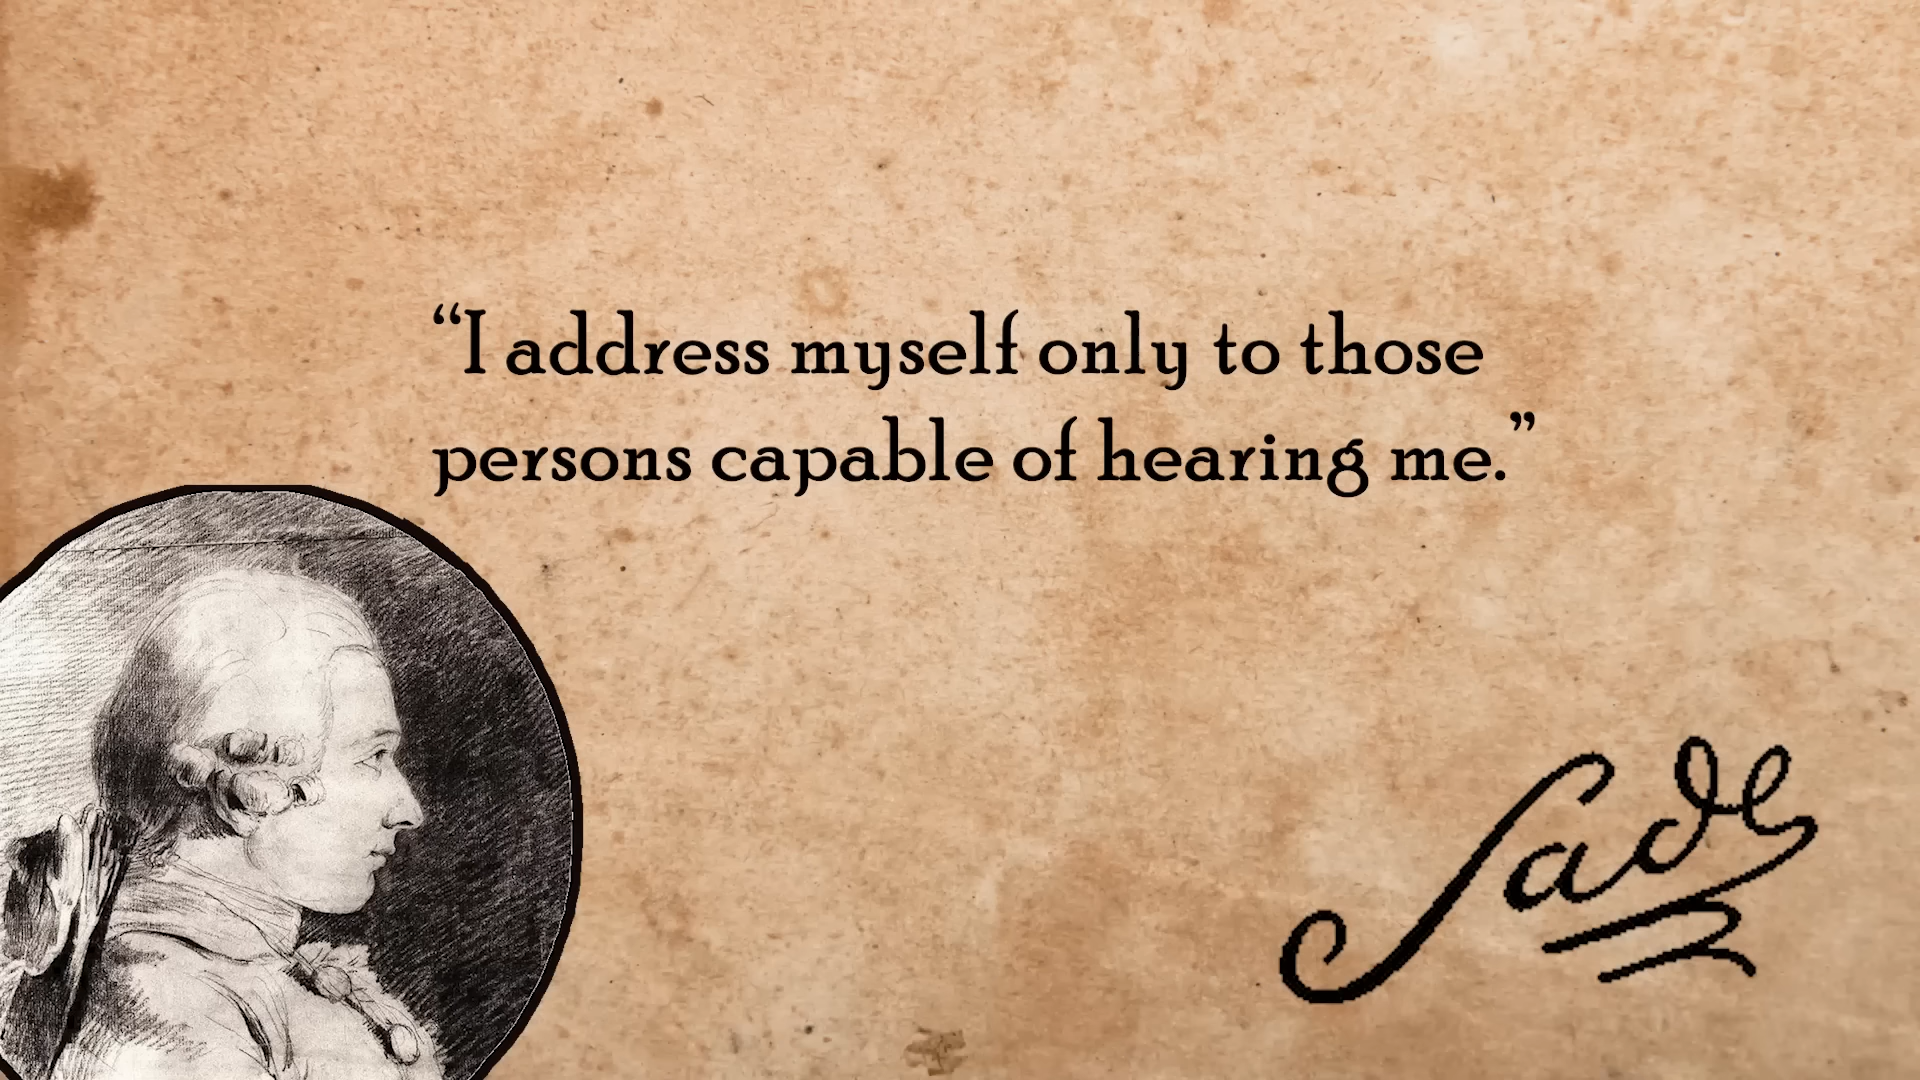 “I address myself only to those
persons capable of hearing me.”
Sade